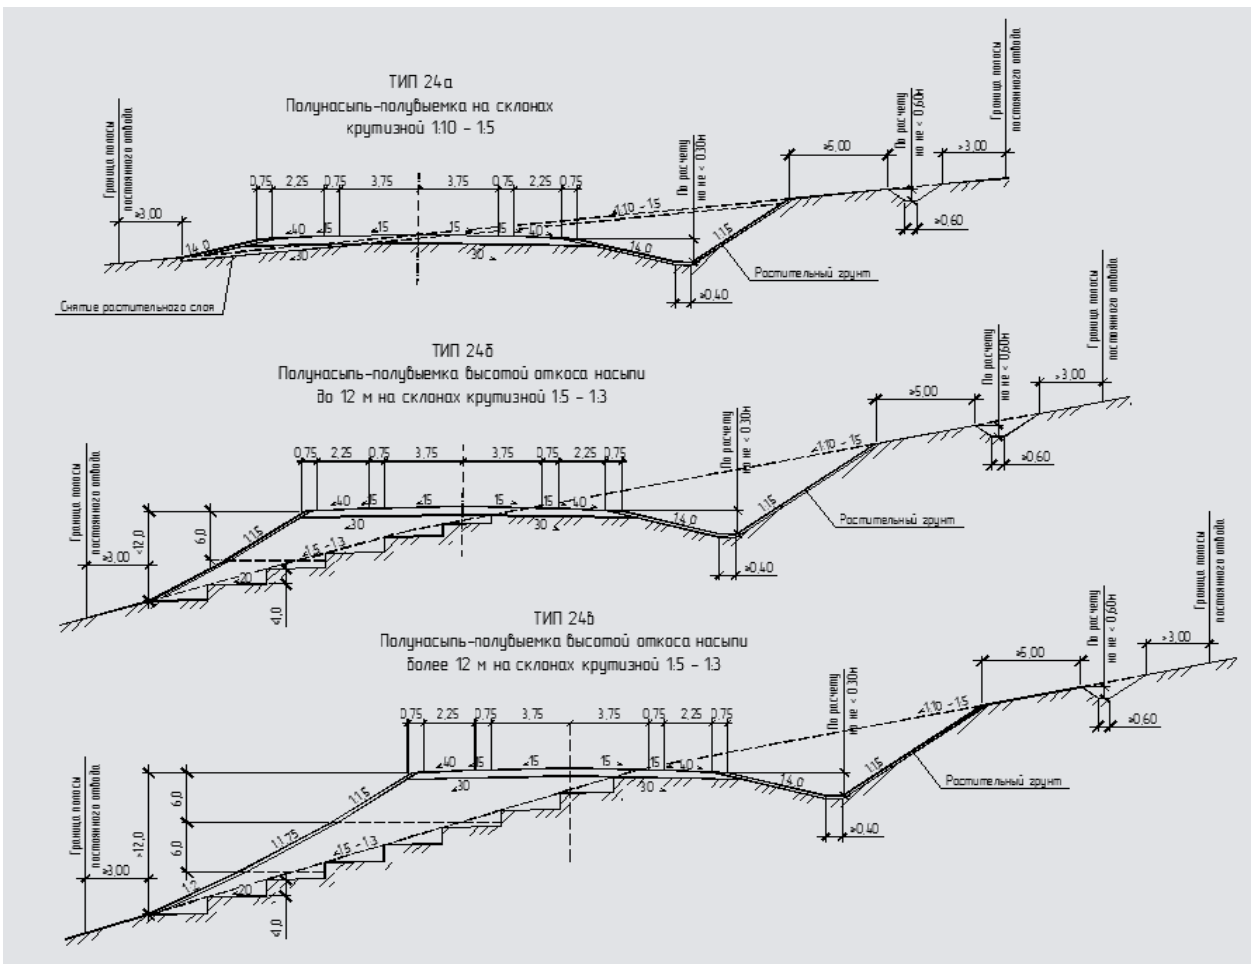 ТИП 24а
Полунасыпь-полувыемка на склонах
крутизной 1:10 - 1:5
Граница полосы
постоянного отвода
≥3,00
0,75 2,25 0,75 3,75 3,75 0,75 2,25 0,75
40 15 15 15 15 40
1:4,0
30 30
1:4,0
1:10 - 1:5
По расчету
но не < 0,30м
1:1,5
≥5,00
По расчету
но не < 0,60м
≥3,00
Граница полосы
постоянного отвода
≥0,60
≥0,40
Растительный грунт
Снятие растительного слоя
ТИП 24б
Полунасыпь-полувыемка высотой откоса насыпи
до 12 м на склонах крутизной 1:5 - 1:3
Граница полосы
постоянного отвода
≥3,00
<12,0
6,0
1:1,5
0,75 2,25 0,75 3,75 3,75 0,75 2,25 0,75
40 15 15 15 15 40
30 30
1:5 - 1:3
20
<1,0
1:4,0
1:10 - 1:5
По расчету
но не < 0,30м
1:1,5
≥5,00
По расчету
но не < 0,60м
≥3,00
Граница полосы
постоянного отвода
≥0,60
≥0,40
Растительный грунт
ТИП 24в
Полунасыпь-полувыемка высотой откоса насыпи
более 12 м на склонах крутизной 1:5 - 1:3
Граница полосы
постоянного отвода
≥3,00
>12,0
6,0
6,0
1:1,5
1:1,75
1:2
0,75 2,25 0,75 3,75 3,75 0,75 2,25 0,75
40 15 15 15 15 40
30 30
1:5 - 1:3
20
<1,0
1:4,0
1:10 - 1:5
По расчету
но не < 0,30м
1:1,5
≥5,00
По расчету
но не < 0,60м
≥3,00
Граница полосы
постоянного отвода
≥0,60
≥0,40
Растительный грунт